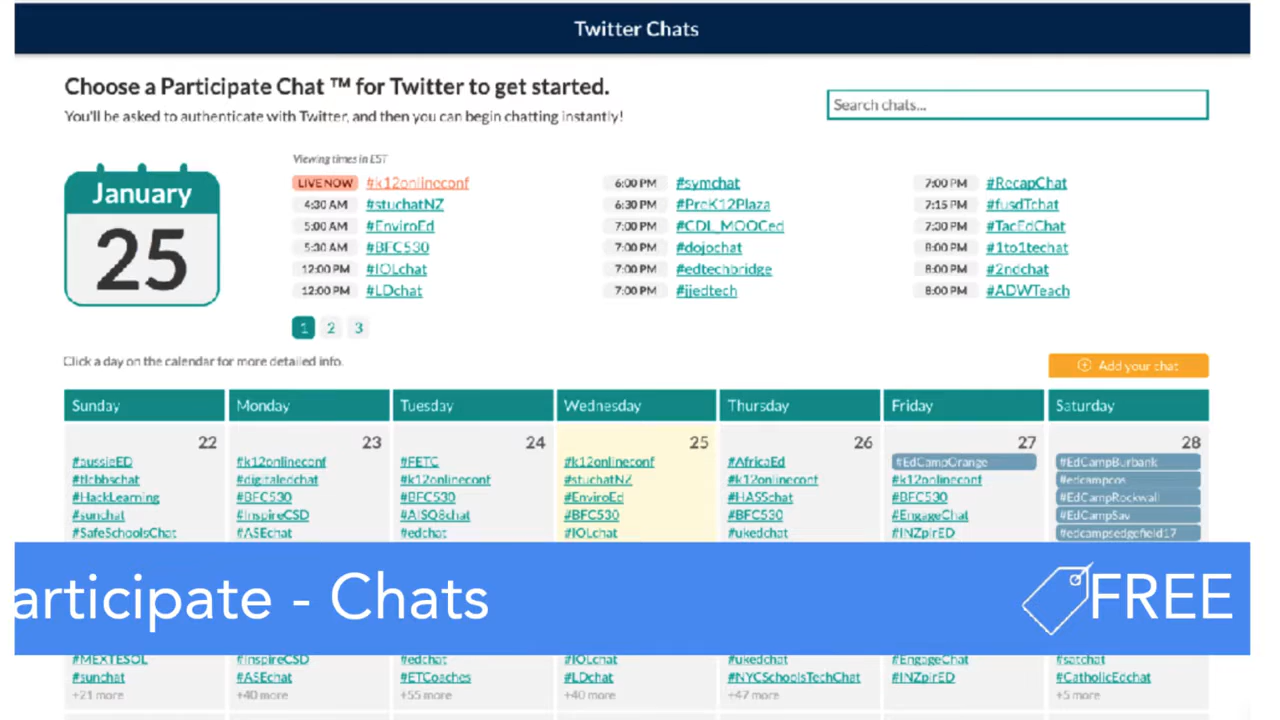 Twitter Chats
Choose a Participate Chat ™ for Twitter to get started.
You'll be asked to authenticate with Twitter, and then you can begin chatting instantly!
Search chats...
January
25
Viewing times in EST
LIVE NOW #k12onlineconf
4:30 AM #stuchatNZ
5:00 AM #EnviroEd
5:30 AM #BFC530
12:00 PM #IOLchat
12:00 PM #LDchat
6:00 PM #symchat
6:30 PM #PreK12Plaza
7:00 PM #CDL_MOOCed
7:00 PM #dojochat
7:00 PM #edtechbridge
7:00 PM #jjedtech
7:00 PM #RecapChat
7:15 PM #fusdTchat
7:30 PM #TacEdChat
8:00 PM #1to1techat
8:00 PM #2ndchat
8:00 PM #ADWTeach
1 2 3
Click a day on the calendar for more detailed info.
Add your chat
Sunday Monday Tuesday Wednesday Thursday Friday Saturday
22 23 24 25 26 27 28
#aussieED #k12onlineconf #FETC #k12onlineconf #AfricaEd #EdCampOrange #EdCampBurbank
#tlcbhschat #digitaledchat #k12onlineconf #stuchatNZ #k12onlineconf #k12onlineconf #edcampcos
#HackLearning #BFC530 #BFC530 #EnviroEd #HASSchat #BFC530 #EdCampRockwall
#sunchat #InspireCSD #AISQ8chat #BFC530 #BFC530 #EngageChat #EdCampSav
#SafeSchoolsChat #ASEchat #edchat #IOLchat #ukedchat #INZpirED #edcampsedgefield17
articipate - Chats
FREE
#MEXTESOL #InspireCSD #edchat #IOLchat #ukedchat #EngageChat #satchat
#sunchat #ASEchat #ETCoaches #LDchat #NYCSchoolsTechChat #INZpirED #CatholicEdchat
+21 more +40 more +55 more +40 more +47 more +5 more